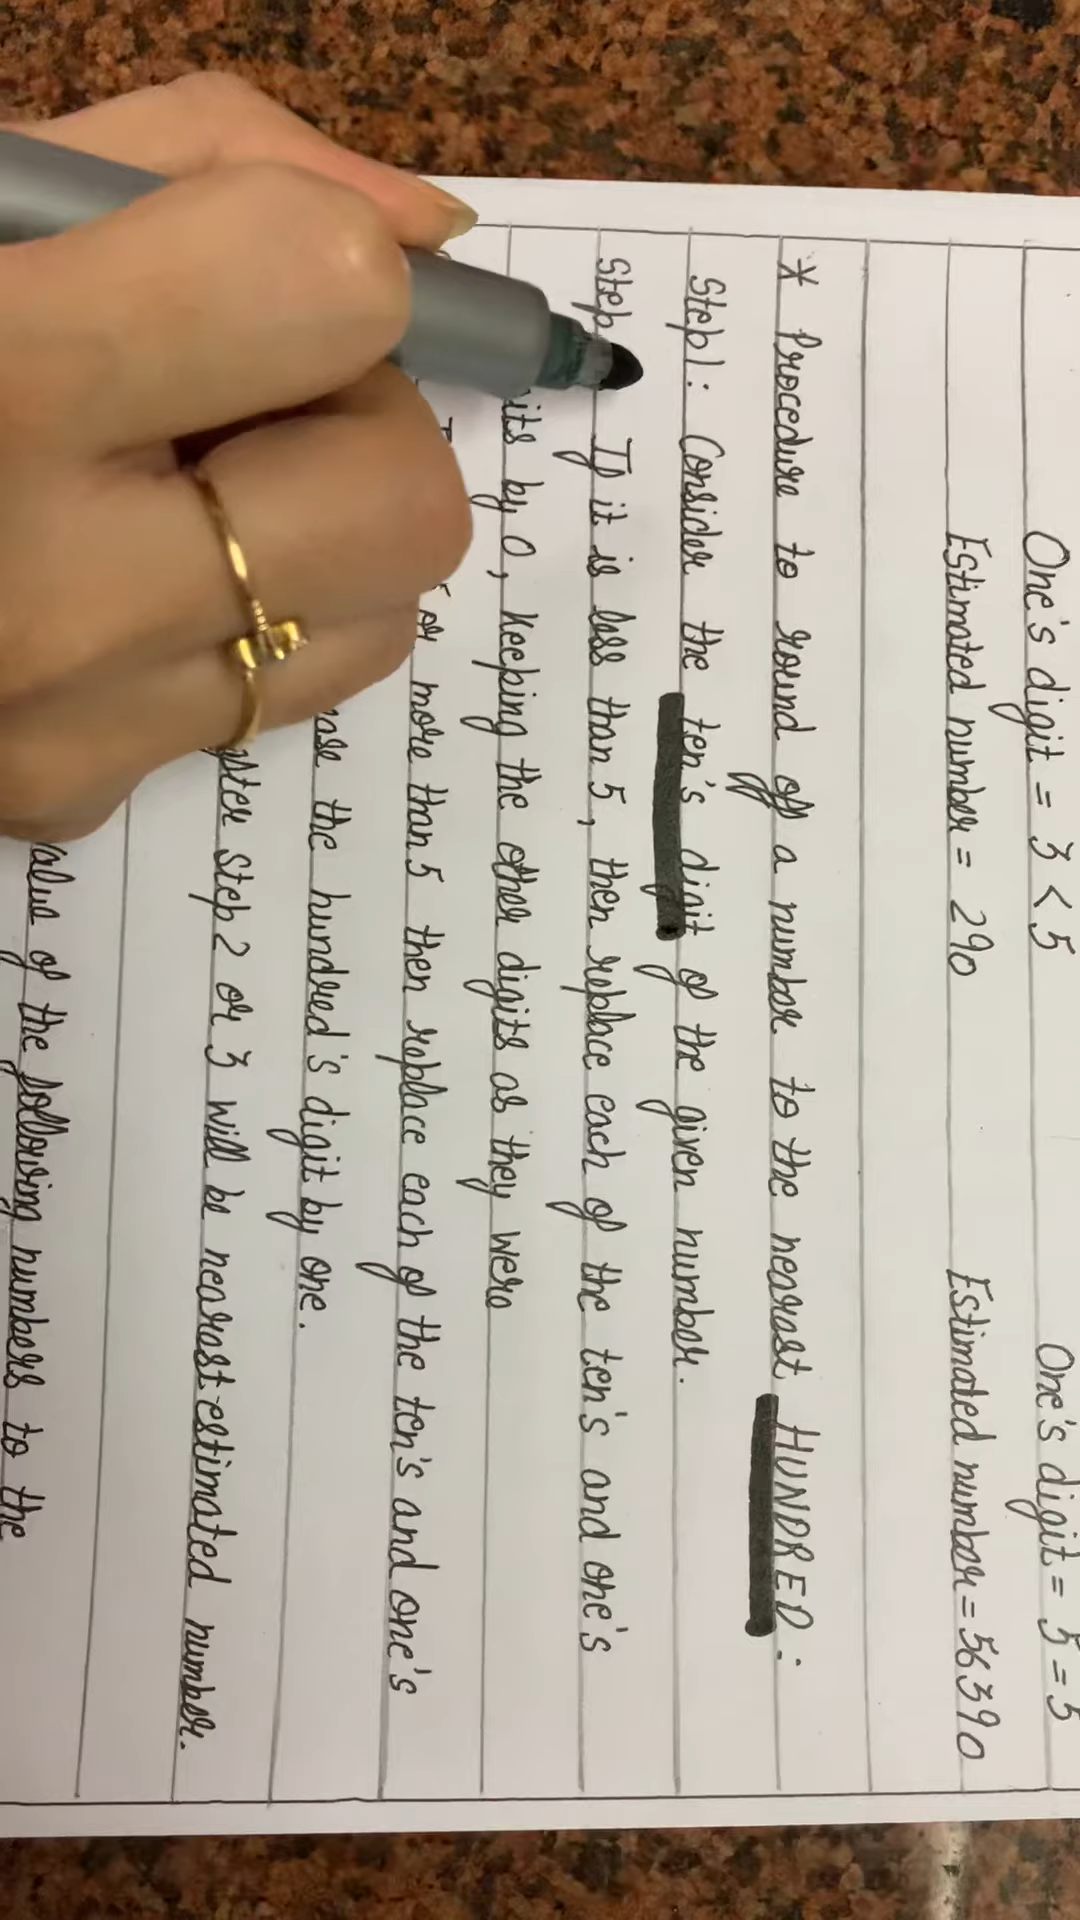 One's digit = 3 < 5 One's digit = 5 = 5
Estimated number = 290 Estimated number = 56390
* Procedure to round off a number to the nearest HUNDRED:
Step 1: Consider the ten's digit of the given number.
Step If it is less than 5, then replace each of the ten's and one's
its by 0, keeping the other digits as they were
or more than 5 then replace each of the ten's and one's
the hundred's digit by one.
Step 2 or 3 will be nearest estimated number.
of the following numbers to the